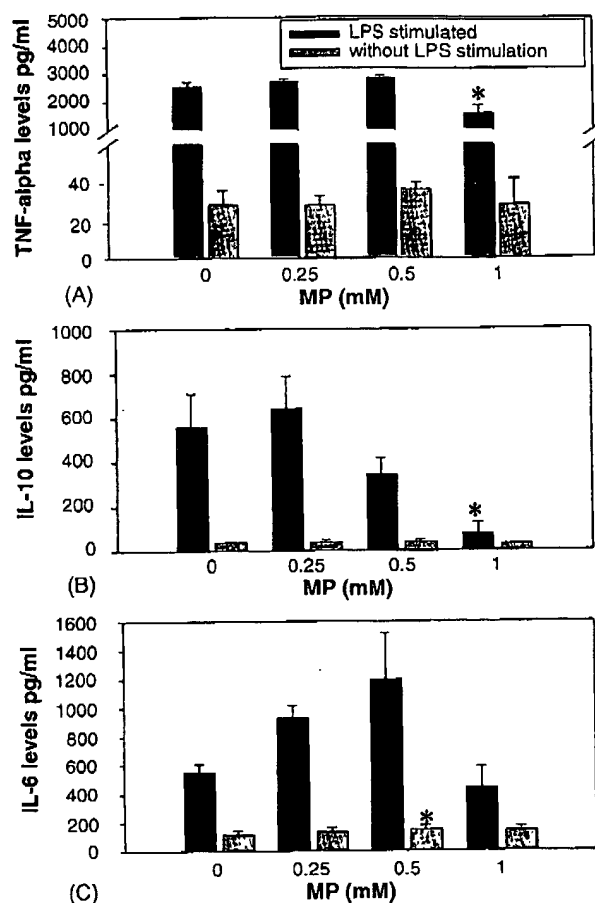 LPS stimulated
without LPS stimulation
TNF-alpha levels pg/ml
5000
4000
3000
2000
1000
40
20
0
*
0 0.25 0.5 1
(A) MP (mM)
IL-10 levels pg/ml
1000
800
600
400
200
0
*
0 0.25 0.5 1
(B) MP (mM)
IL-6 levels pg/ml
1600
1400
1200
1000
800
600
400
200
0
*
0 0.25 0.5 1
(C) MP (mM)